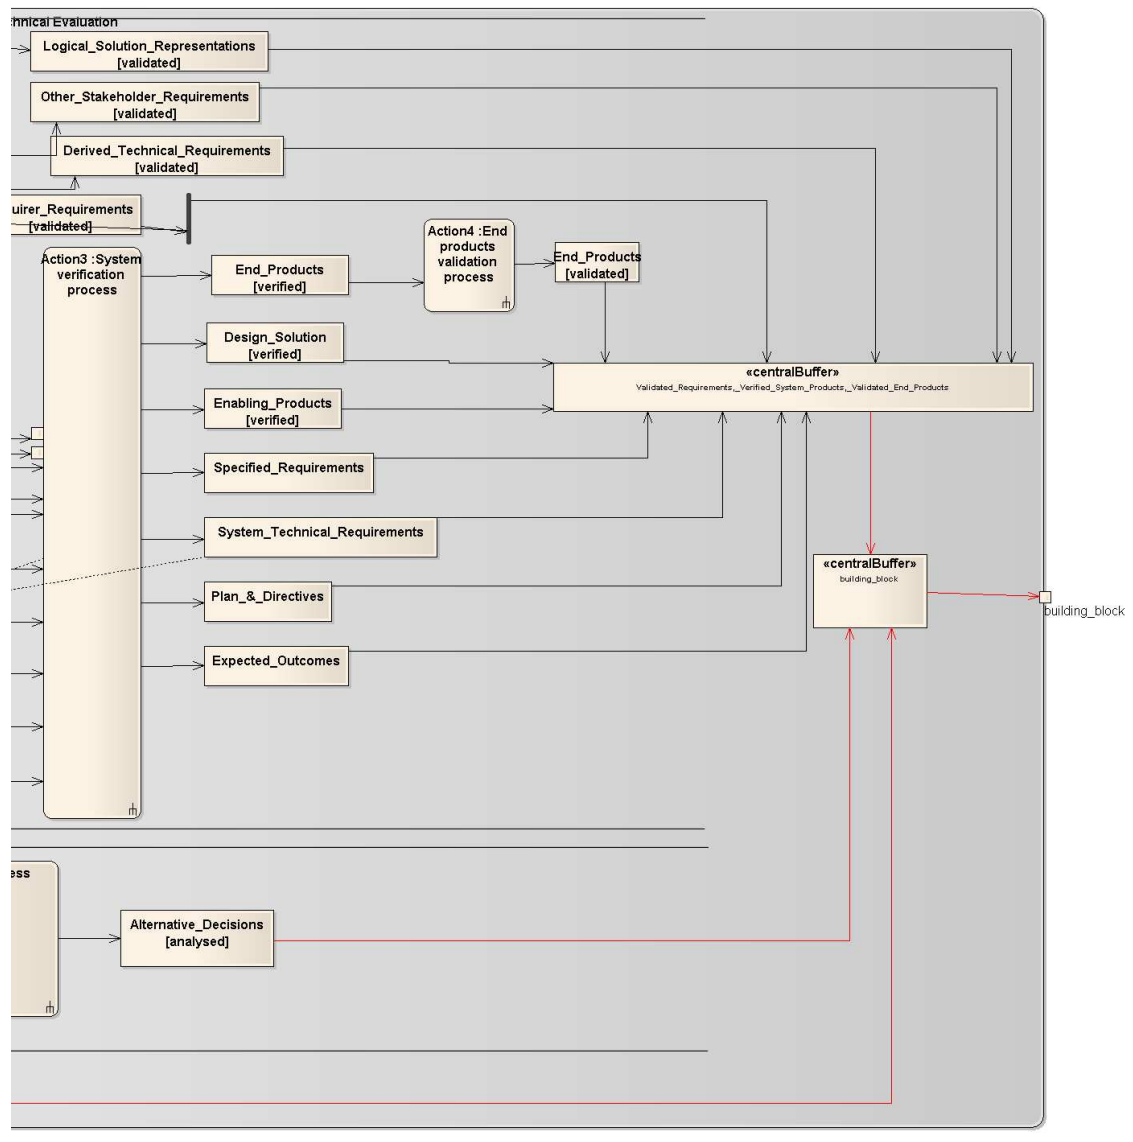 chnical Evaluation
Logical_Solution_Representations
[validated]
Other_Stakeholder_Requirements
[validated]
Derived_Technical_Requirements
[validated]
uirer_Requirements
[validated]
Action3 :System
verification
process
End_Products
[verified]
Action4 :End
products
validation
process
End_Products
[validated]
Design_Solution
[verified]
«centralBuffer»
Validated_Requirements,_Verified_System_Products,_Validated_End_Products
Enabling_Products
[verified]
Specified_Requirements
System_Technical_Requirements
«centralBuffer»
building_block
Plan_&_Directives
building_block
Expected_Outcomes
ess
Alternative_Decisions
[analysed]